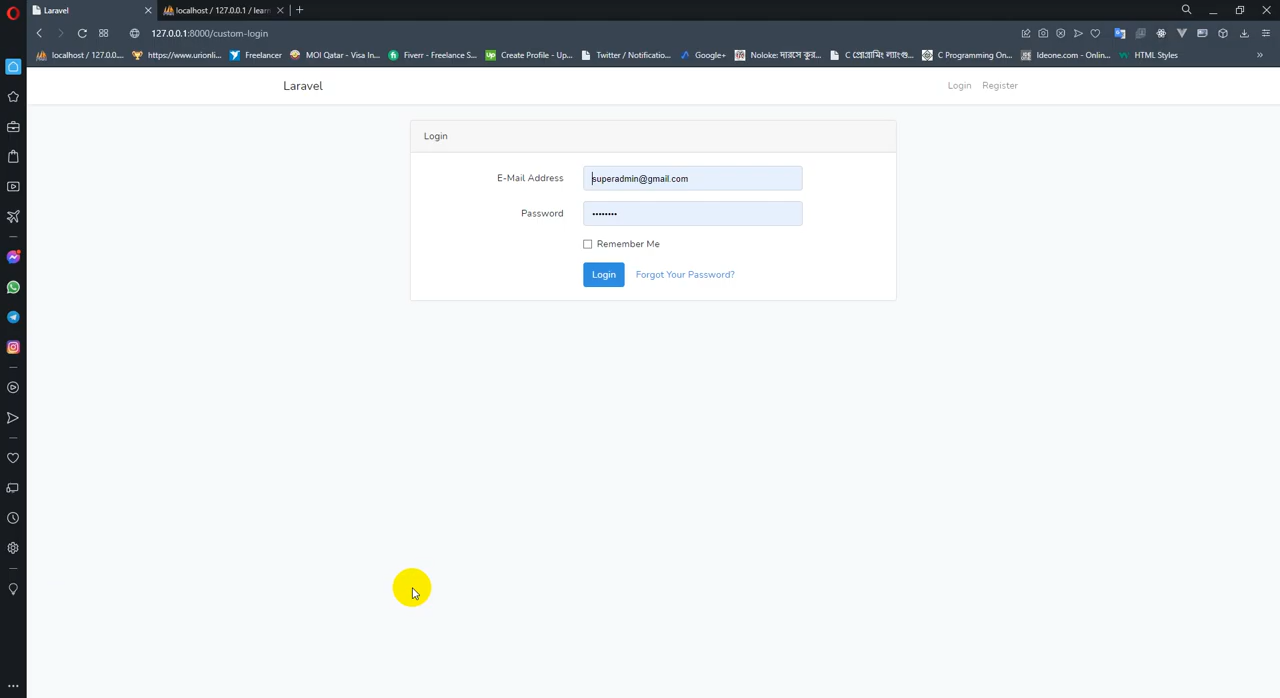 Laravel
localhost / 127.0.0.1 / learn
127.0.0.1:8000/custom-login
localhost / 127.0.0....
https://www.urionli...
Freelancer
MOI Qatar - Visa In...
Fiverr - Freelance S...
Create Profile - Up...
Twitter / Notificatio...
Google+
Noloke: দারসে কুর...
C প্রোগ্রামিং ল্যাংগু...
C Programming On...
Ideone.com - Onlin...
HTML Styles
Laravel
Login
Register
Login
E-Mail Address
superadmin@gmail.com
Password
Remember Me
Login
Forgot Your Password?